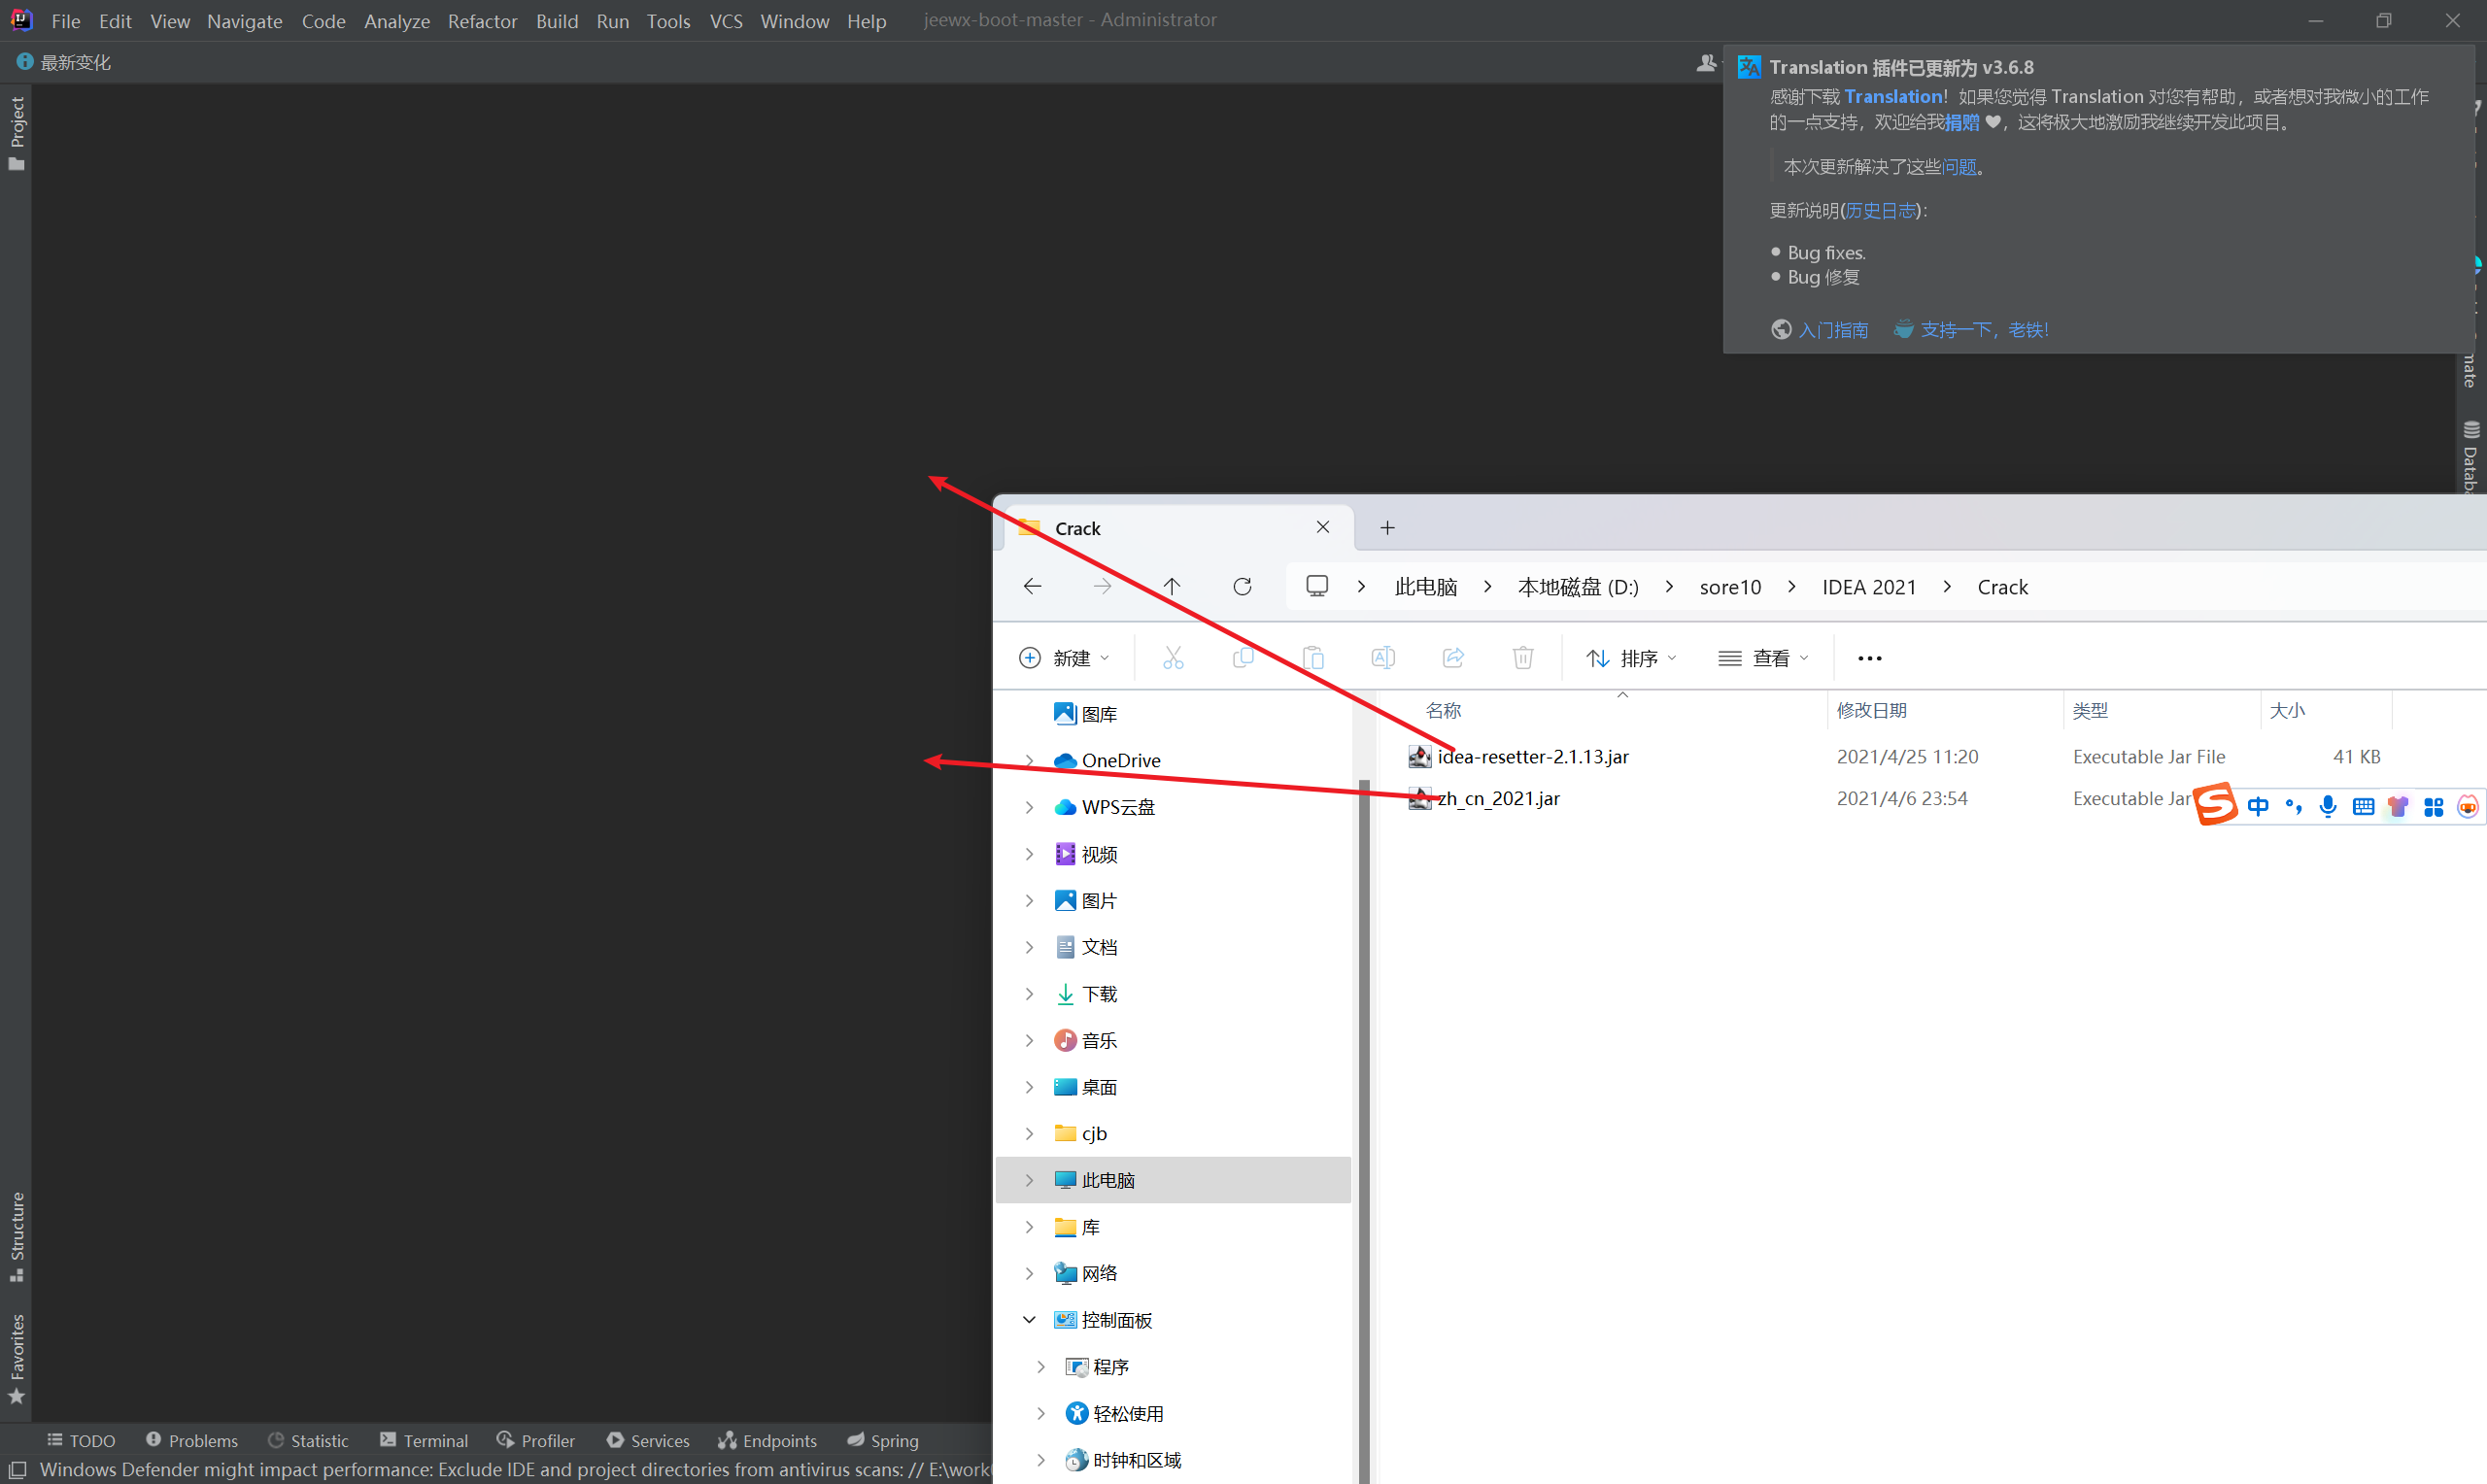 File Edit View Navigate Code Analyze Refactor Build Run Tools VCS Window Help jeewx-boot-master - Administrator
最新变化
Translation 插件已更新为 v3.6.8
感谢下载 Translation! 如果您觉得 Translation 对您有帮助，或者想对我微小的工作
的一点支持，欢迎给我捐赠 ♥，这将极大地激励我继续开发此项目。
本次更新解决了这些问题。
更新说明(历史日志):
• Bug fixes.
• Bug 修复
入门指南 支持一下，老铁!
Project
Structure
Favorites
mate
Datab
Crack
此电脑 > 本地磁盘 (D:) > sore10 > IDEA 2021 > Crack
新建 排序 查看
名称 修改日期 类型 大小
idea-resetter-2.1.13.jar 2021/4/25 11:20 Executable Jar File 41 KB
zh_cn_2021.jar 2021/4/6 23:54 Executable Jar
中
图库
OneDrive
WPS云盘
视频
图片
文档
下载
音乐
桌面
cjb
此电脑
库
网络
控制面板
程序
轻松使用
时钟和区域
TODO Problems Statistic Terminal Profiler Services Endpoints Spring
Windows Defender might impact performance: Exclude IDE and project directories from antivirus scans: // E:\work